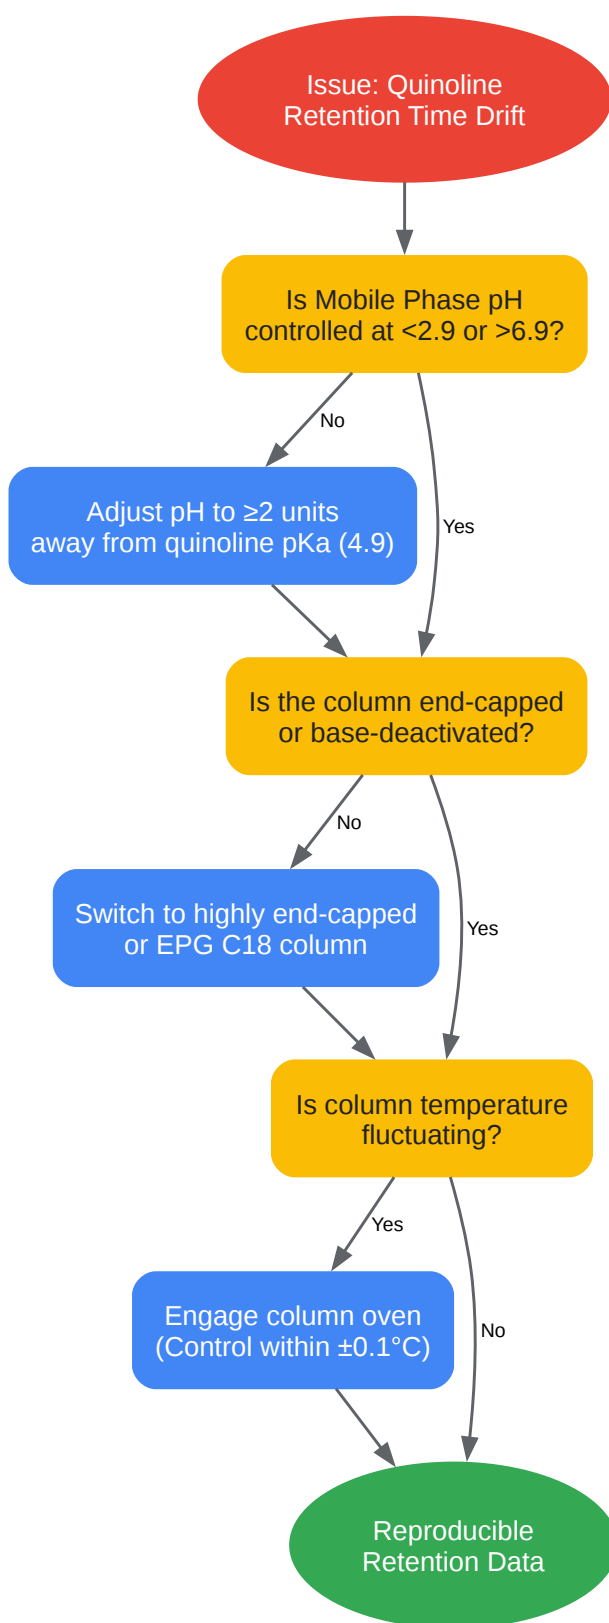 Issue: Quinoline
Retention Time Drift
Is Mobile Phase pH
controlled at <2.9 or >6.9?
No
Yes
Adjust pH to ≥2 units
away from quinoline pKa (4.9)
Is the column end-capped
or base-deactivated?
No
Yes
Switch to highly end-capped
or EPG C18 column
Is column temperature
fluctuating?
Yes
No
Engage column oven
(Control within ±0.1°C)
Reproducible
Retention Data